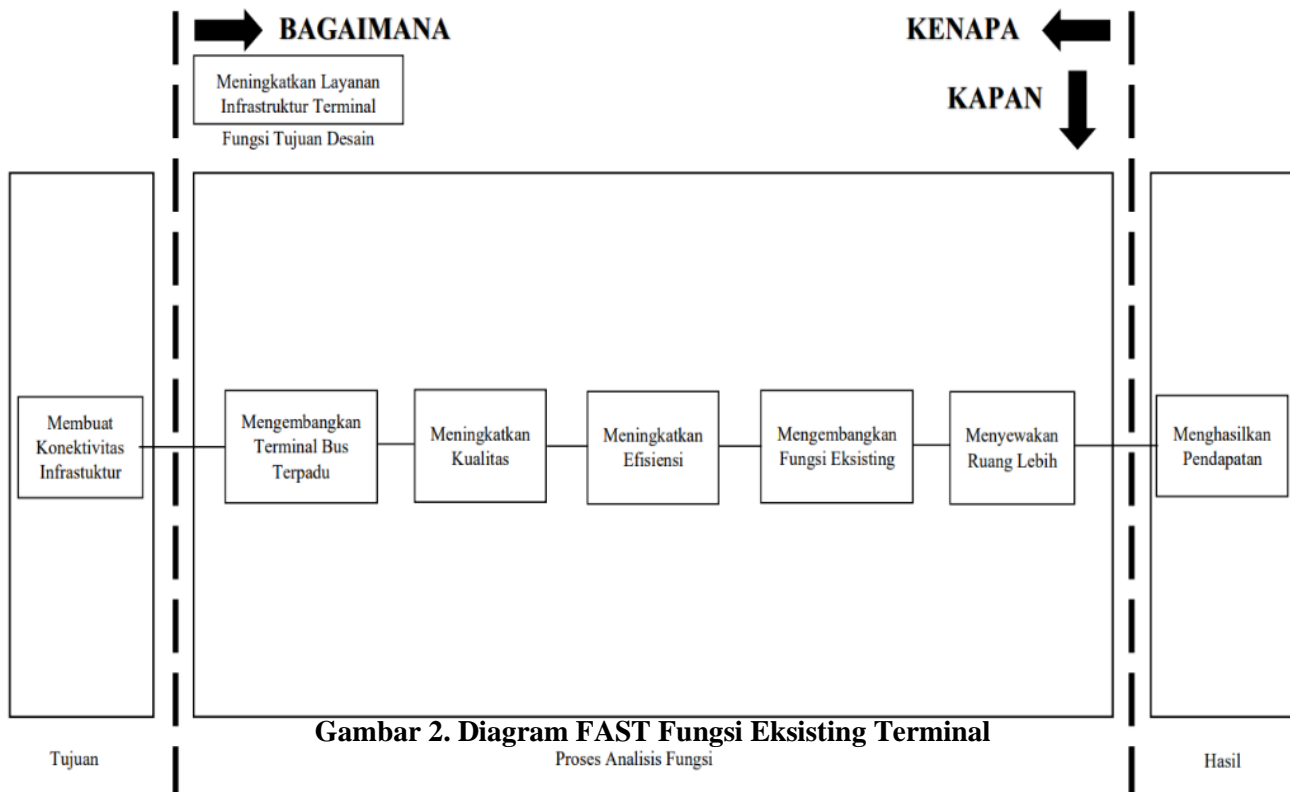 BAGAIMANA
KENAPA
Meningkatkan Layanan
Infrastruktur Terminal
KAPAN
Fungsi Tujuan Desain
Membuat
Konektivitas
Infrastuktur
Mengembangkan
Terminal Bus
Terpadu
Meningkatkan
Kualitas
Meningkatkan
Efisiensi
Mengembangkan
Fungsi Eksisting
Menyewakan
Ruang Lebih
Menghasilkan
Pendapatan
Gambar 2. Diagram FAST Fungsi Eksisting Terminal
Tujuan
Proses Analisis Fungsi
Hasil